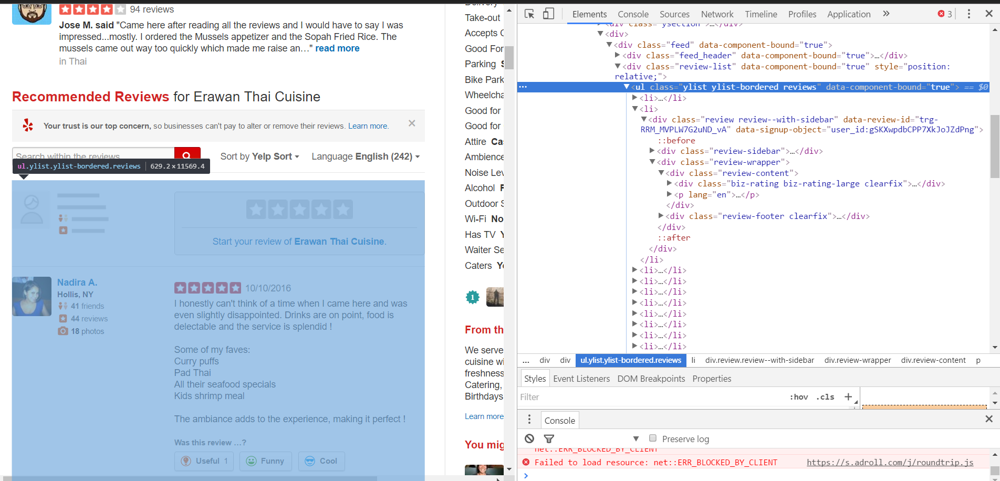 94 reviews
Jose M. said "Came here after reading all the reviews and I would have to say I was
impressed...mostly. I ordered the Mussels appetizer and the Sopah Fried Rice. The
mussels came out way too quickly which made me raise an…" read more
in Thai
Recommended Reviews for Erawan Thai Cuisine
Your trust is our top concern, so businesses can't pay to alter or remove their reviews. Learn more.
Search within the reviews
Sort by Yelp Sort
Language English (242)
ul.ylist.ylist-bordered.reviews | 629.2 × 11569.4
Start your review of Erawan Thai Cuisine.
Nadira A.
Hollis, NY
41 friends
44 reviews
18 photos
10/10/2016
I honestly can't think of a time when I came here and was
even slightly disappointed. Drinks are on point, food is
delectable and the service is splendid !
Some of my faves:
Curry puffs
Pad Thai
All their seafood specials
Kids shrimp meal
The ambiance adds to the experience, making it perfect !
Was this review …?
Useful 1
Funny
Cool
Delivery
Take-out
Accepts
Good For
Parking
Bike Park
Wheelcha
Good for
Good for
Attire Ca
Ambience
Noise Lev
Alcohol
Outdoor S
Wi-Fi No
Has TV
Waiter Se
Caters Ye
1
From th
We serve
cuisine wi
freshness
Catering,
Birthdays
Learn more
You mig
Elements Console Sources Network Timeline Profiles Application » 3
<div class="ysection">…</div>
<div>
<div class="feed" data-component-bound="true">
<div class="feed_header" data-component-bound="true">…</div>
<div class="review-list" data-component-bound="true" style="position:
relative;">
… <ul class="ylist ylist-bordered reviews" data-component-bound="true"> == $0
<li>…</li>
<li>
<div class="review review--with-sidebar" data-review-id="trg-
RRM_MVPLW7G2uND_vA" data-signup-object="user_id:gSKXwpdbCPP7XkJoJZdPng">
::before
<div class="review-sidebar">…</div>
<div class="review-wrapper">
<div class="review-content">
<div class="biz-rating biz-rating-large clearfix">…</div>
<p lang="en">…</p>
</div>
<div class="review-footer clearfix">…</div>
</div>
::after
</div>
</li>
<li>…</li>
<li>…</li>
<li>…</li>
<li>…</li>
<li>…</li>
<li>…</li>
<li>…</li>
<li>…</li>
... div div ul.ylist.ylist-bordered.reviews li div.review.review--with-sidebar div.review-wrapper div.review-content p
Styles Event Listeners DOM Breakpoints Properties
Filter :hov .cls +
Console
Preserve log
net::ERR_BLOCKED_BY_CLIENT
Failed to load resource: net::ERR_BLOCKED_BY_CLIENT https://s.adroll.com/j/roundtrip.js
>